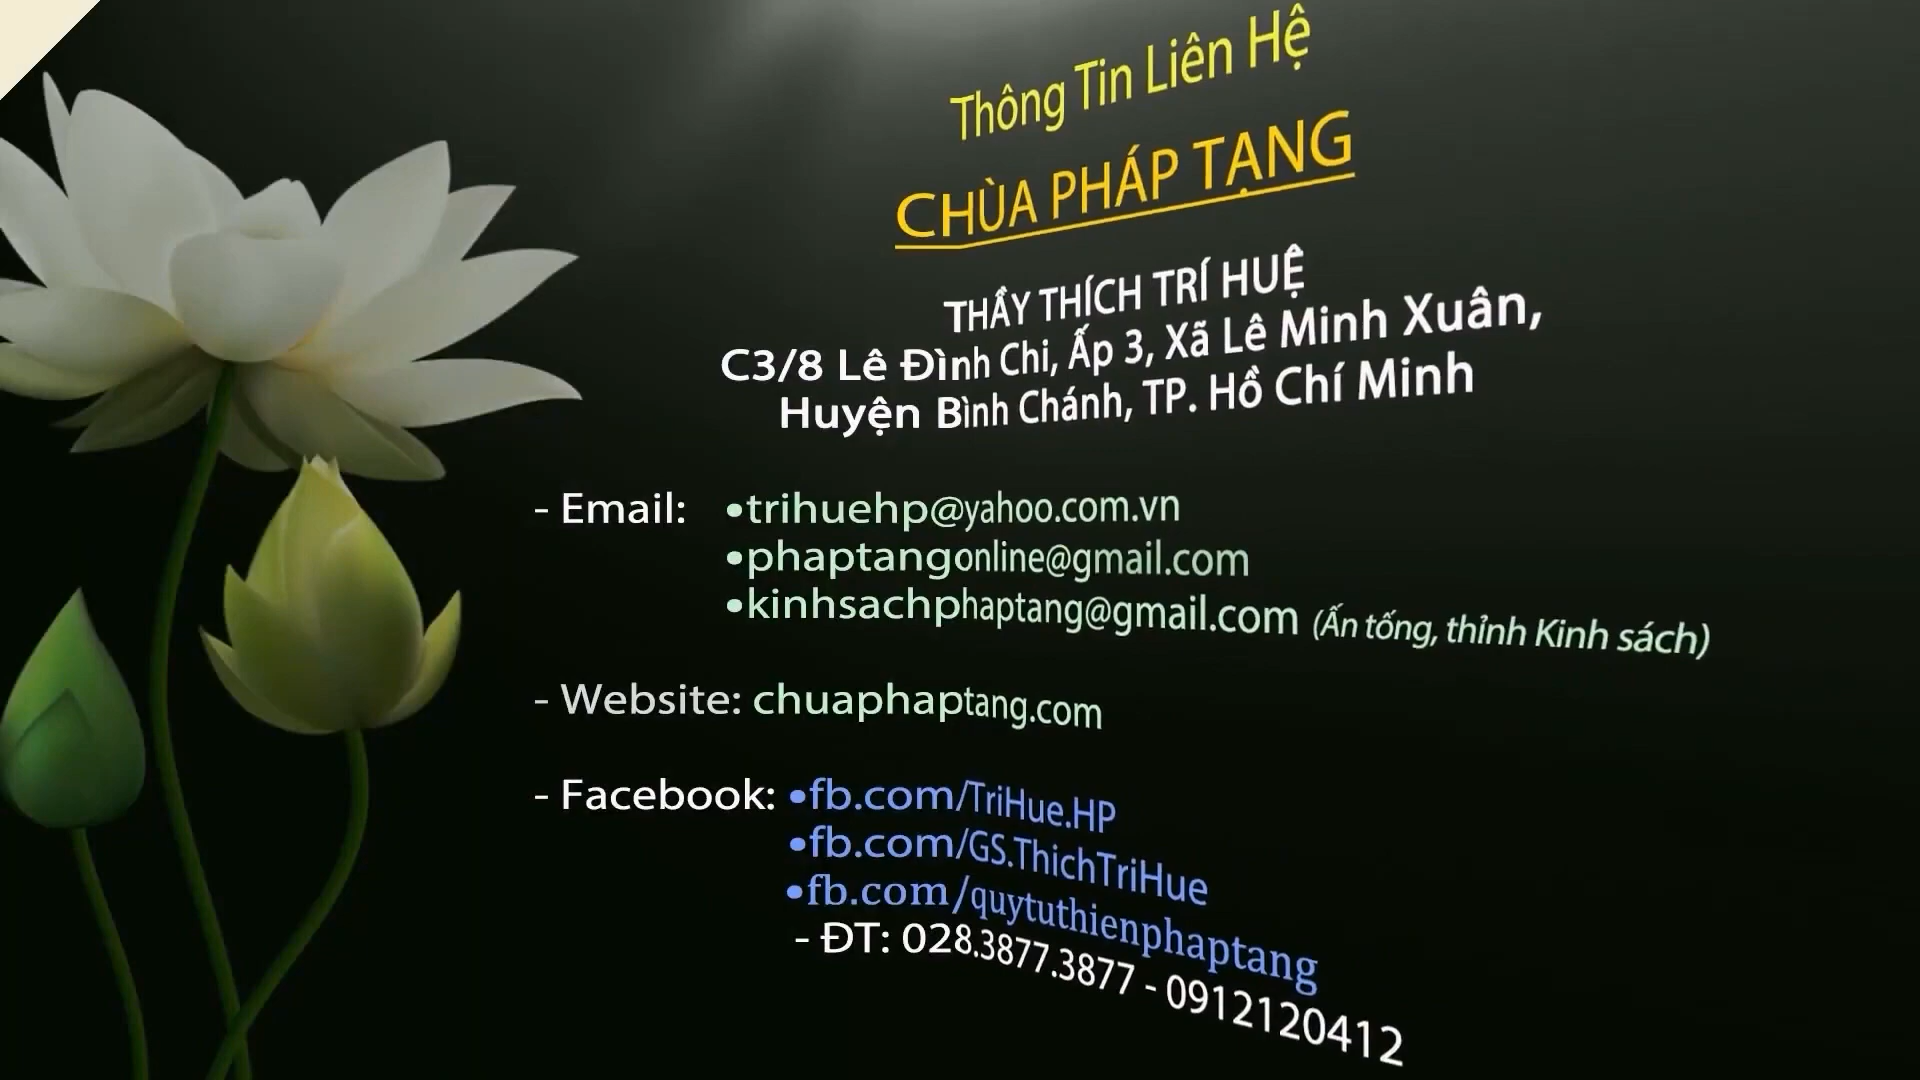 Thông Tin Liên Hệ
CHÙA PHÁP TẠNG
THẦY THÍCH TRÍ HUỆ
C3/8 Lê Đình Chi, Ấp 3, Xã Lê Minh Xuân,
Huyện Bình Chánh, TP. Hồ Chí Minh
- Email: •trihuehp@yahoo.com.vn
•phaptangonline@gmail.com
•kinhsachphaptang@gmail.com (Ấn tống, thỉnh Kinh sách)
- Website: chuaphaptang.com
- Facebook: •fb.com/TriHue.HP
•fb.com/GS.ThichTriHue
•fb.com/quytuthienphaptang
- ĐT: 028.3877.3877 - 0912120412